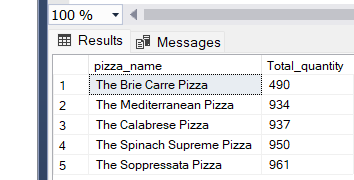 100 %
Results Messages
pizza_name Total_quantity
1 The Brie Carre Pizza 490
2 The Mediterranean Pizza 934
3 The Calabrese Pizza 937
4 The Spinach Supreme Pizza 950
5 The Soppressata Pizza 961